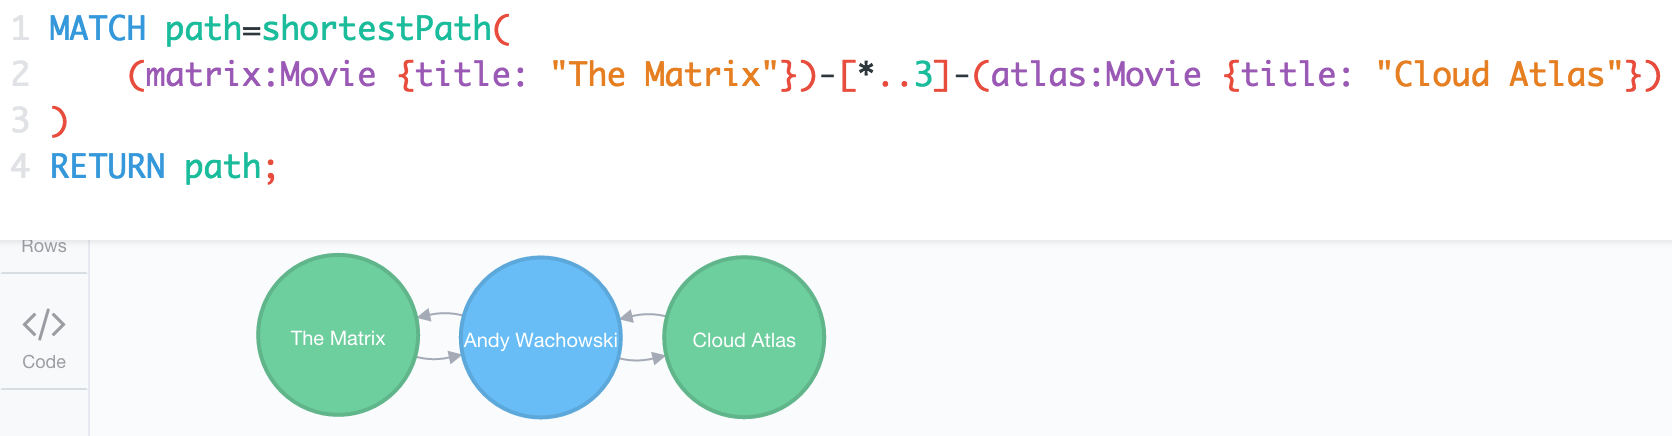 1 MATCH path=shortestPath(
2 (matrix:Movie {title: "The Matrix"})-[*..3]-(atlas:Movie {title: "Cloud Atlas"})
3 )
4 RETURN path;
Rows
</> Code
The Matrix
Andy Wachowski
Cloud Atlas